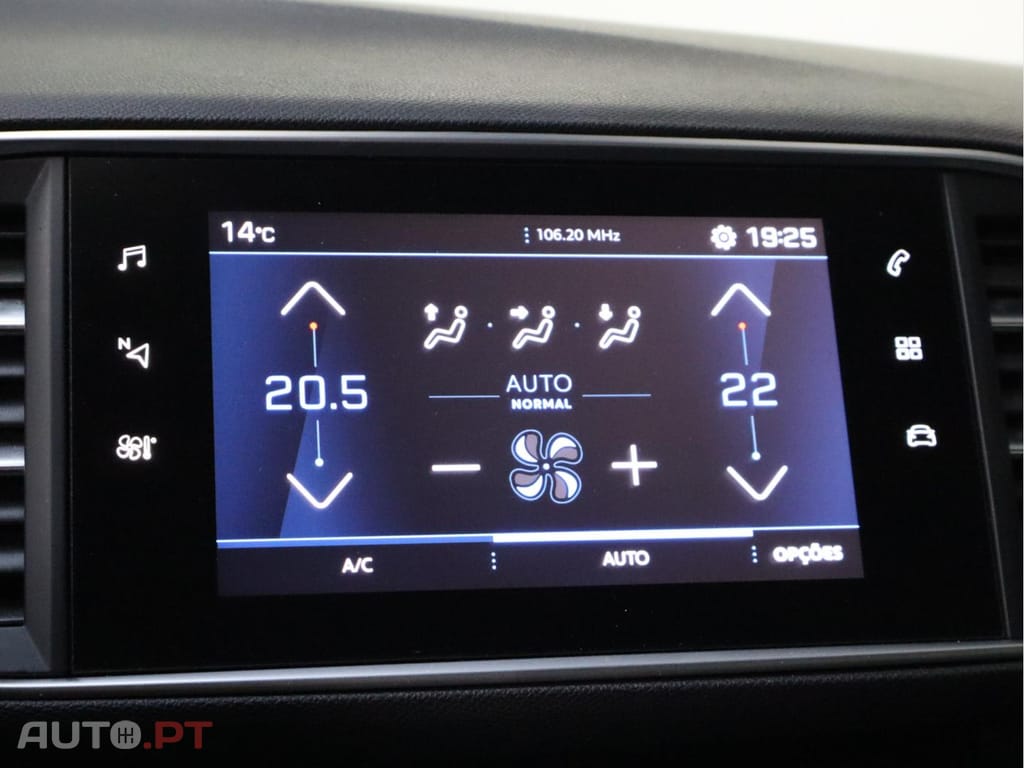 14°C
106.20 MHz
19:25
N
20.5
AUTO
NORMAL
22
A/C
AUTO
OPÇÕES
AUTO.PT